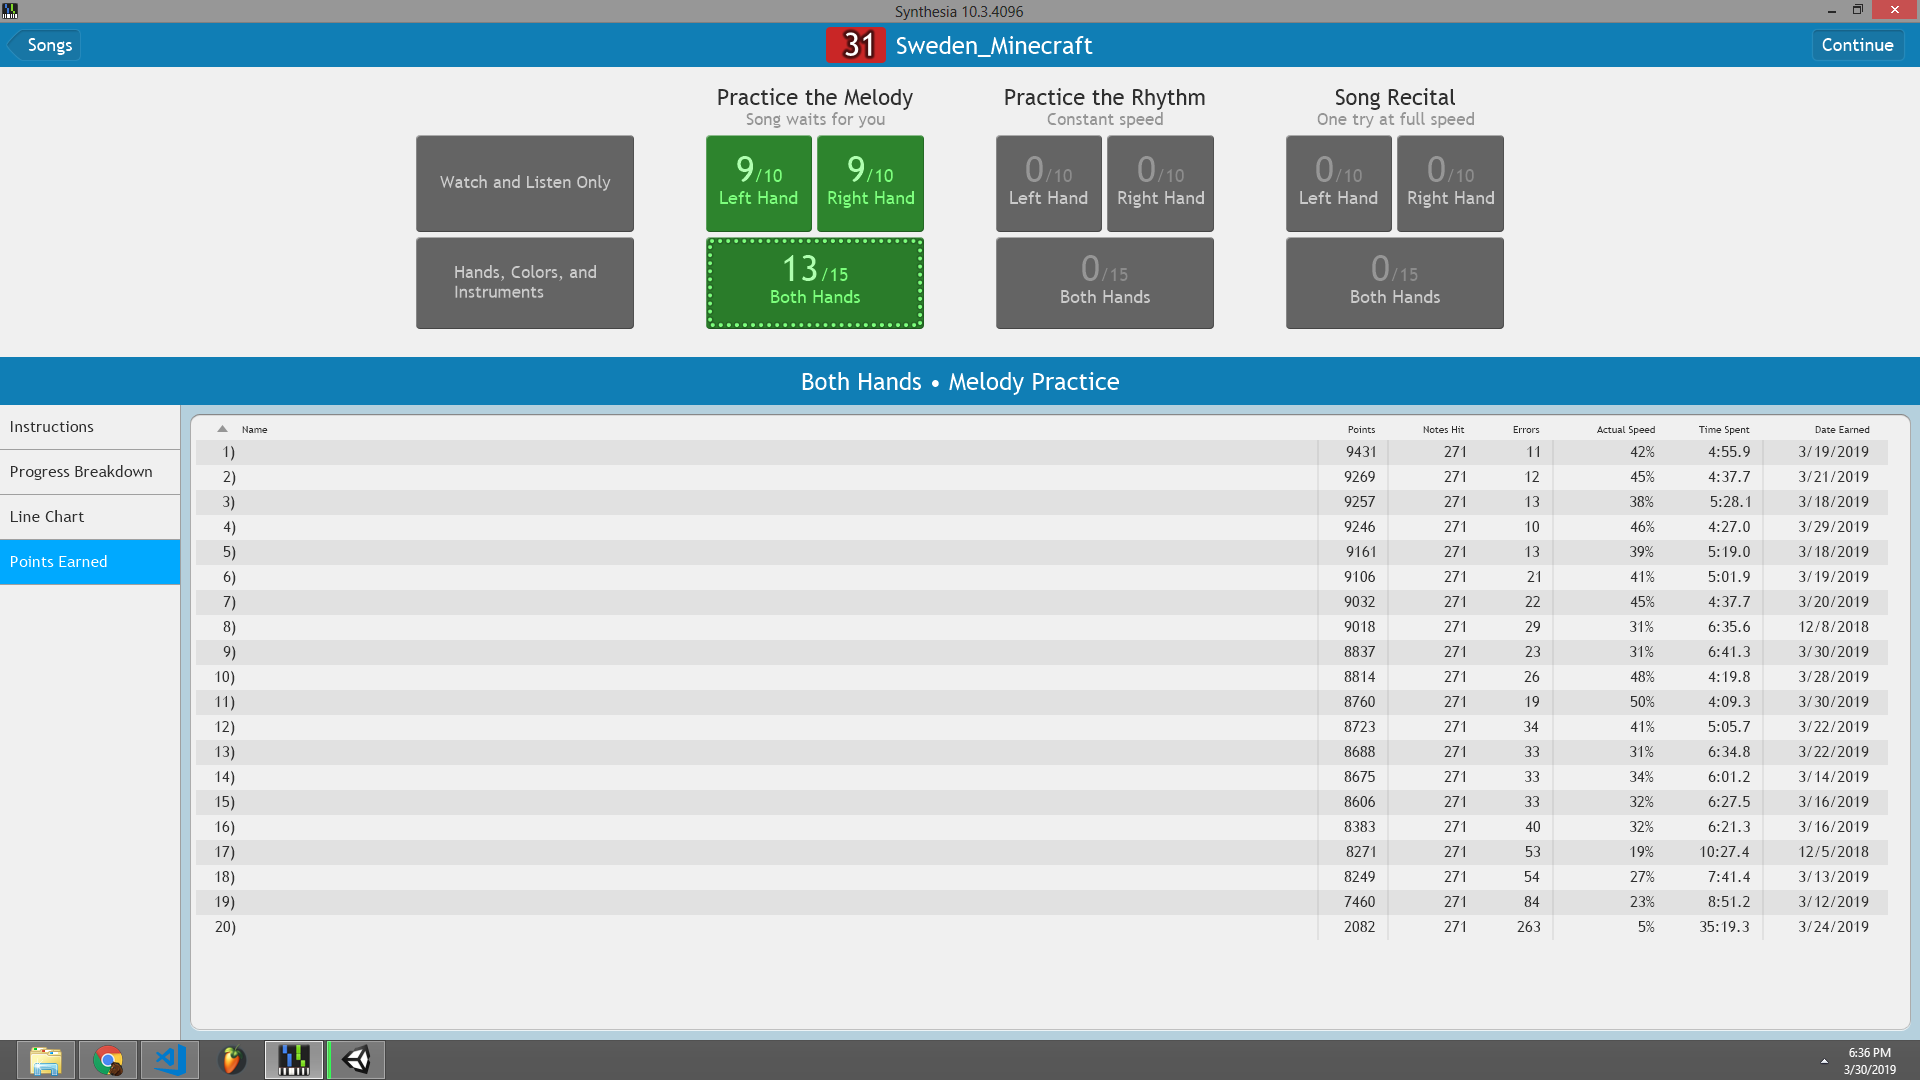 Synthesia 10.3.4096
Songs
31 Sweden_Minecraft
Continue
Practice the Melody
Song waits for you
Practice the Rhythm
Constant speed
Song Recital
One try at full speed
Watch and Listen Only
9/10 Left Hand
9/10 Right Hand
0/10 Left Hand
0/10 Right Hand
0/10 Left Hand
0/10 Right Hand
Hands, Colors, and
Instruments
13/15 Both Hands
0/15 Both Hands
0/15 Both Hands
Both Hands • Melody Practice
Instructions
Progress Breakdown
Line Chart
Points Earned
Name Points Notes Hit Errors Actual Speed Time Spent Date Earned
1) 9431 271 11 42% 4:55.9 3/19/2019
2) 9269 271 12 45% 4:37.7 3/21/2019
3) 9257 271 13 38% 5:28.1 3/18/2019
4) 9246 271 10 46% 4:27.0 3/29/2019
5) 9161 271 13 39% 5:19.0 3/18/2019
6) 9106 271 21 41% 5:01.9 3/19/2019
7) 9032 271 22 45% 4:37.7 3/20/2019
8) 9018 271 29 31% 6:35.6 12/8/2018
9) 8837 271 23 31% 6:41.3 3/30/2019
10) 8814 271 26 48% 4:19.8 3/28/2019
11) 8760 271 19 50% 4:09.3 3/30/2019
12) 8723 271 34 41% 5:05.7 3/22/2019
13) 8688 271 33 31% 6:34.8 3/22/2019
14) 8675 271 33 34% 6:01.2 3/14/2019
15) 8606 271 33 32% 6:27.5 3/16/2019
16) 8383 271 40 32% 6:21.3 3/16/2019
17) 8271 271 53 19% 10:27.4 12/5/2018
18) 8249 271 54 27% 7:41.4 3/13/2019
19) 7460 271 84 23% 8:51.2 3/12/2019
20) 2082 271 263 5% 35:19.3 3/24/2019
6:36 PM
3/30/2019